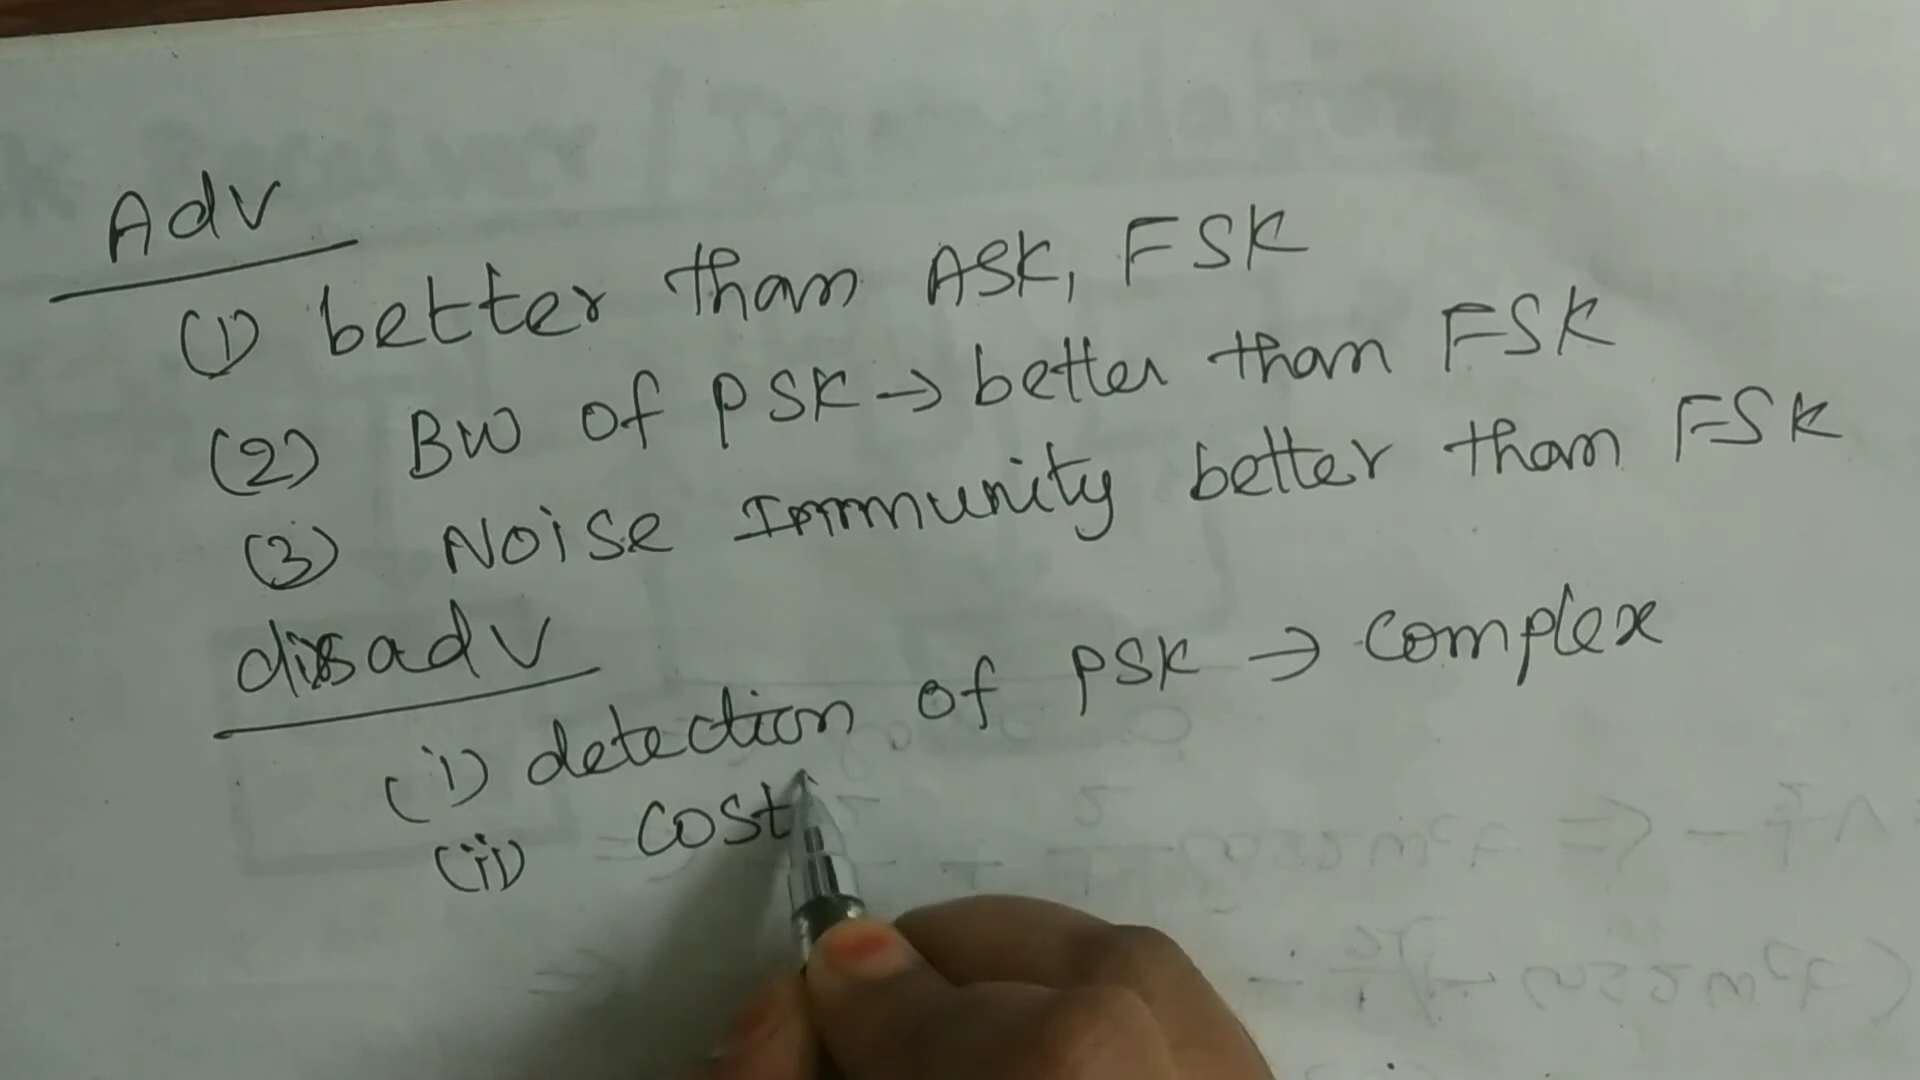 Adv
(1) better than ASK, FSK
(2) BW of PSK → better than FSK
(3) Noise Immunity better than FSK
disadv
(i) detection of PSK → complex
(ii) cost